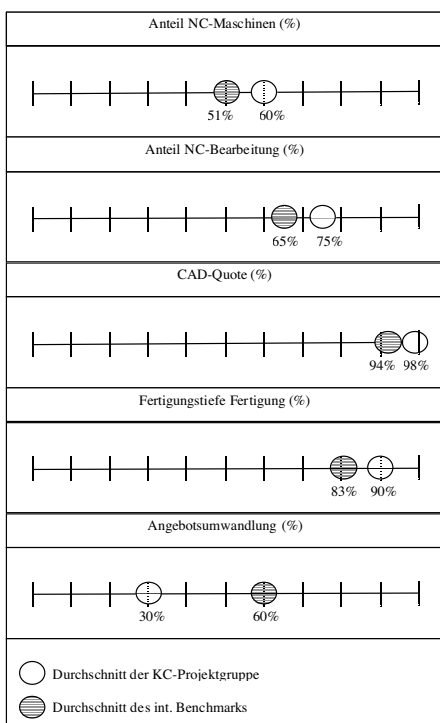 Anteil NC-Maschinen (%)
51% 60%
Anteil NC-Bearbeitung (%)
65% 75%
CAD-Quote (%)
94% 98%
Fertigungstiefe Fertigung (%)
83% 90%
Angebotsumwandlung (%)
30% 60%
Durchschnitt der KC-Projektgruppe
Durchschnitt des int. Benchmarks